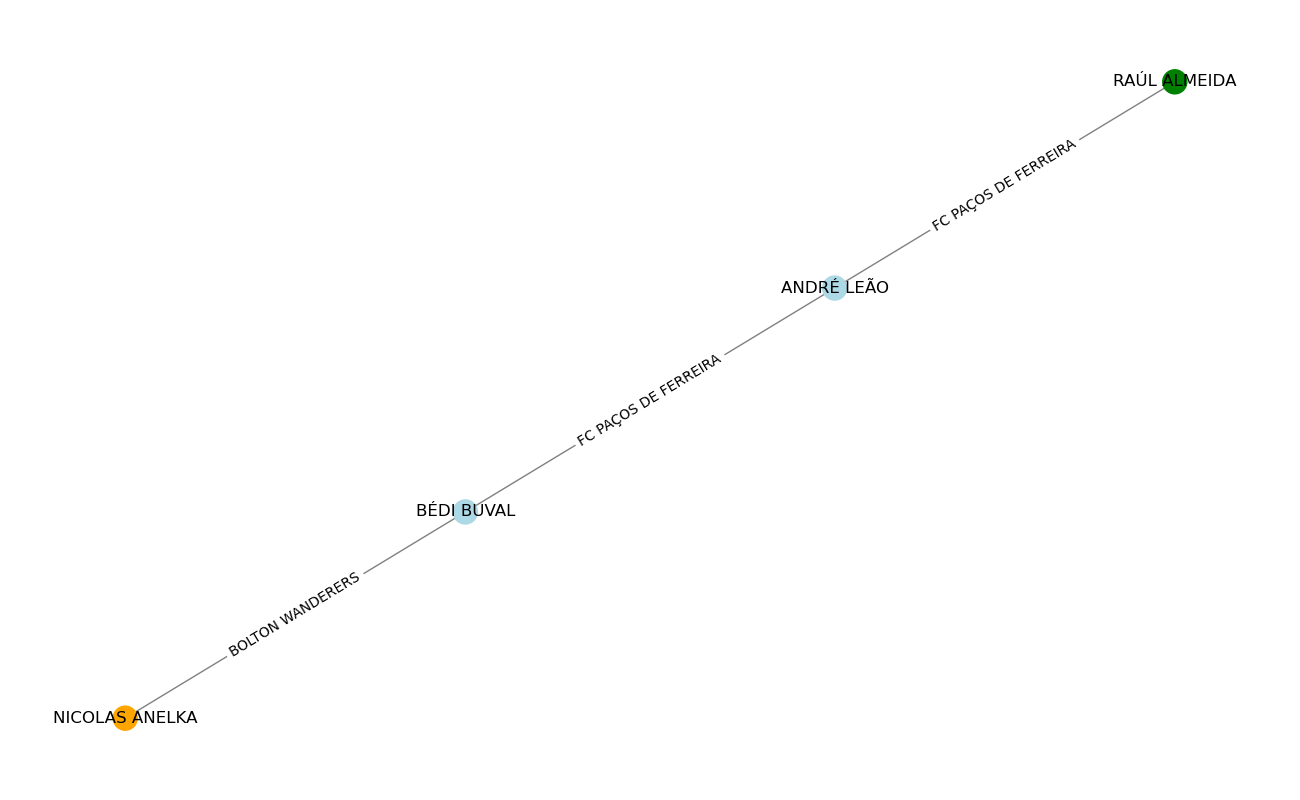 RAÚL ALMEIDA
FC PAÇOS DE FERREIRA
ANDRÉ LEÃO
FC PAÇOS DE FERREIRA
BÉDI BUVAL
BOLTON WANDERERS
NICOLAS ANELKA